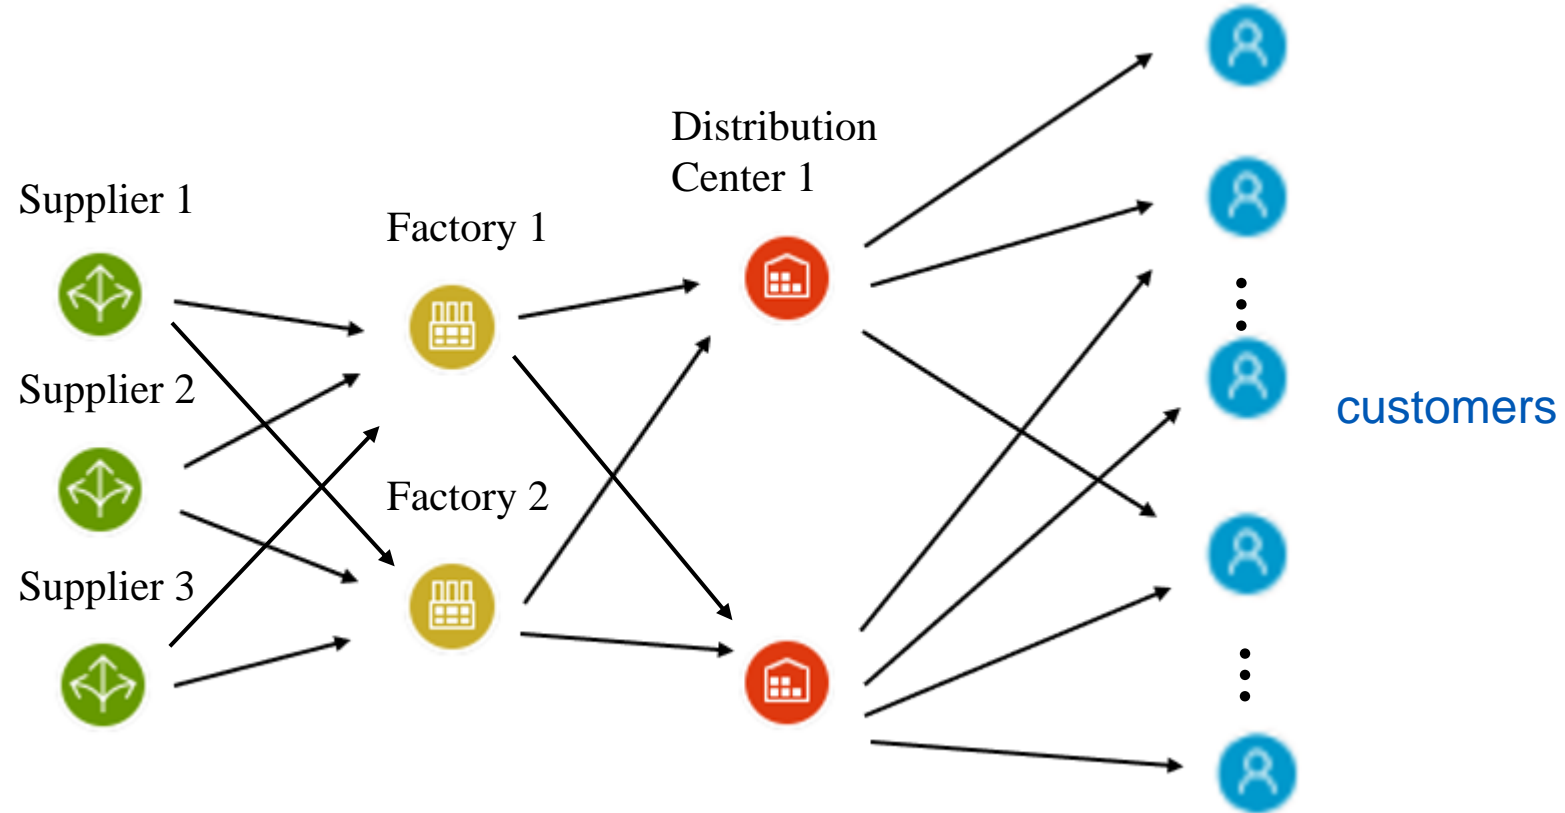 Supplier 1
Supplier 2
Supplier 3
Factory 1
Factory 2
Distribution
Center 1
customers